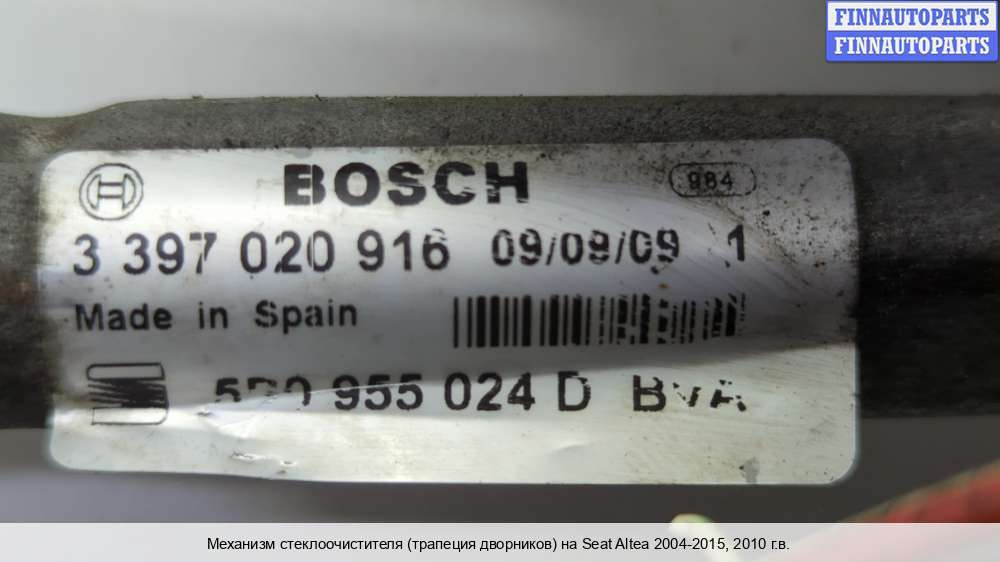 FINNAUTOPARTS
FINNAUTOPARTS
BOSCH 984
3 397 020 916 09/09/09 1
Made in Spain
955 024 D
Механизм стеклоочистителя (трапеция дворников) на Seat Altea 2004-2015, 2010 г.в.